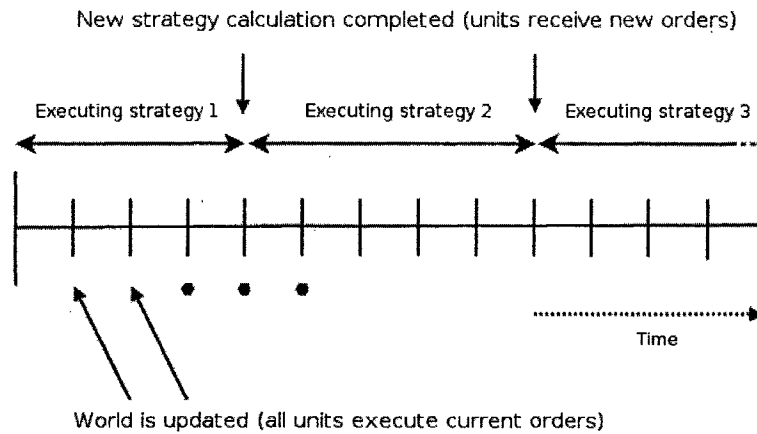 New strategy calculation completed (units receive new orders)
Executing strategy 1
Executing strategy 2
Executing strategy 3
Time
World is updated (all units execute current orders)